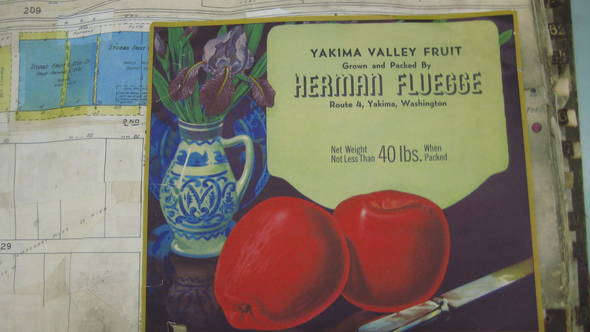 209
YAKIMA VALLEY FRUIT
Grown and Packed By
HERMAN FLUEGGE
Route 4, Yakima, Washington
Net Weight
Not Less Than 40 lbs. When
Packed
2ND
29